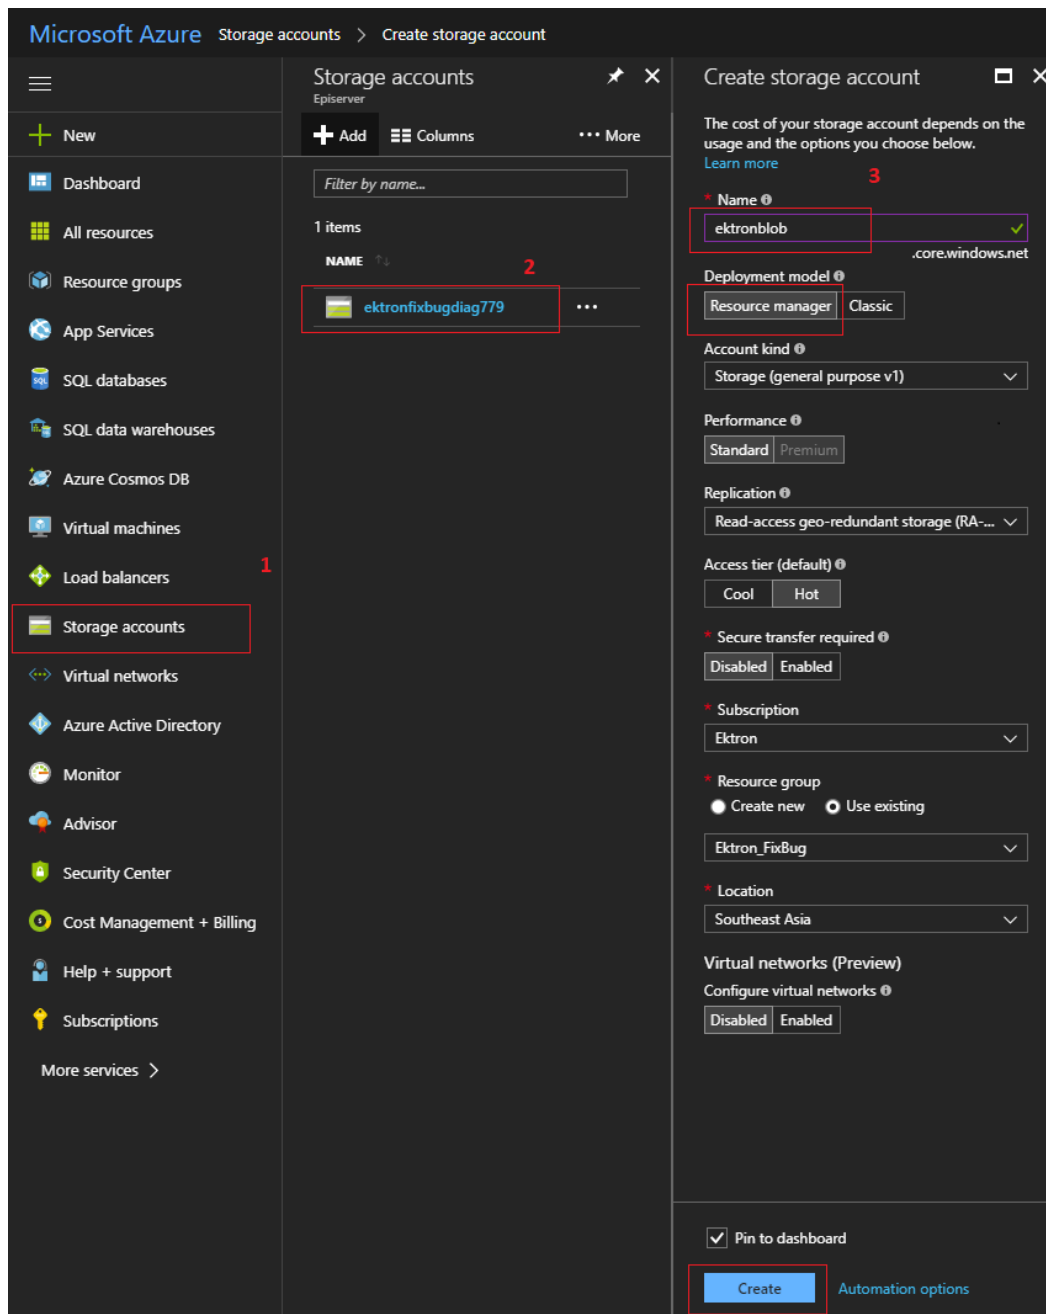 Microsoft Azure Storage accounts > Create storage account
New
Dashboard
All resources
Resource groups
App Services
SQL databases
SQL data warehouses
Azure Cosmos DB
Virtual machines
Load balancers
1
Storage accounts
Virtual networks
Azure Active Directory
Monitor
Advisor
Security Center
Cost Management + Billing
Help + support
Subscriptions
More services >
Storage accounts
Episerver
Add Columns ••• More
Filter by name...
1 items
NAME
2
ektronfixbugdiag779 •••
Create storage account
The cost of your storage account depends on the
usage and the options you choose below.
Learn more
3
* Name
ektronblob
.core.windows.net
Deployment model
Resource manager Classic
Account kind
Storage (general purpose v1)
Performance
Standard Premium
Replication
Read-access geo-redundant storage (RA-...
Access tier (default)
Cool Hot
* Secure transfer required
Disabled Enabled
* Subscription
Ektron
* Resource group
Create new Use existing
Ektron_FixBug
* Location
Southeast Asia
Virtual networks (Preview)
Configure virtual networks
Disabled Enabled
Pin to dashboard
Create Automation options